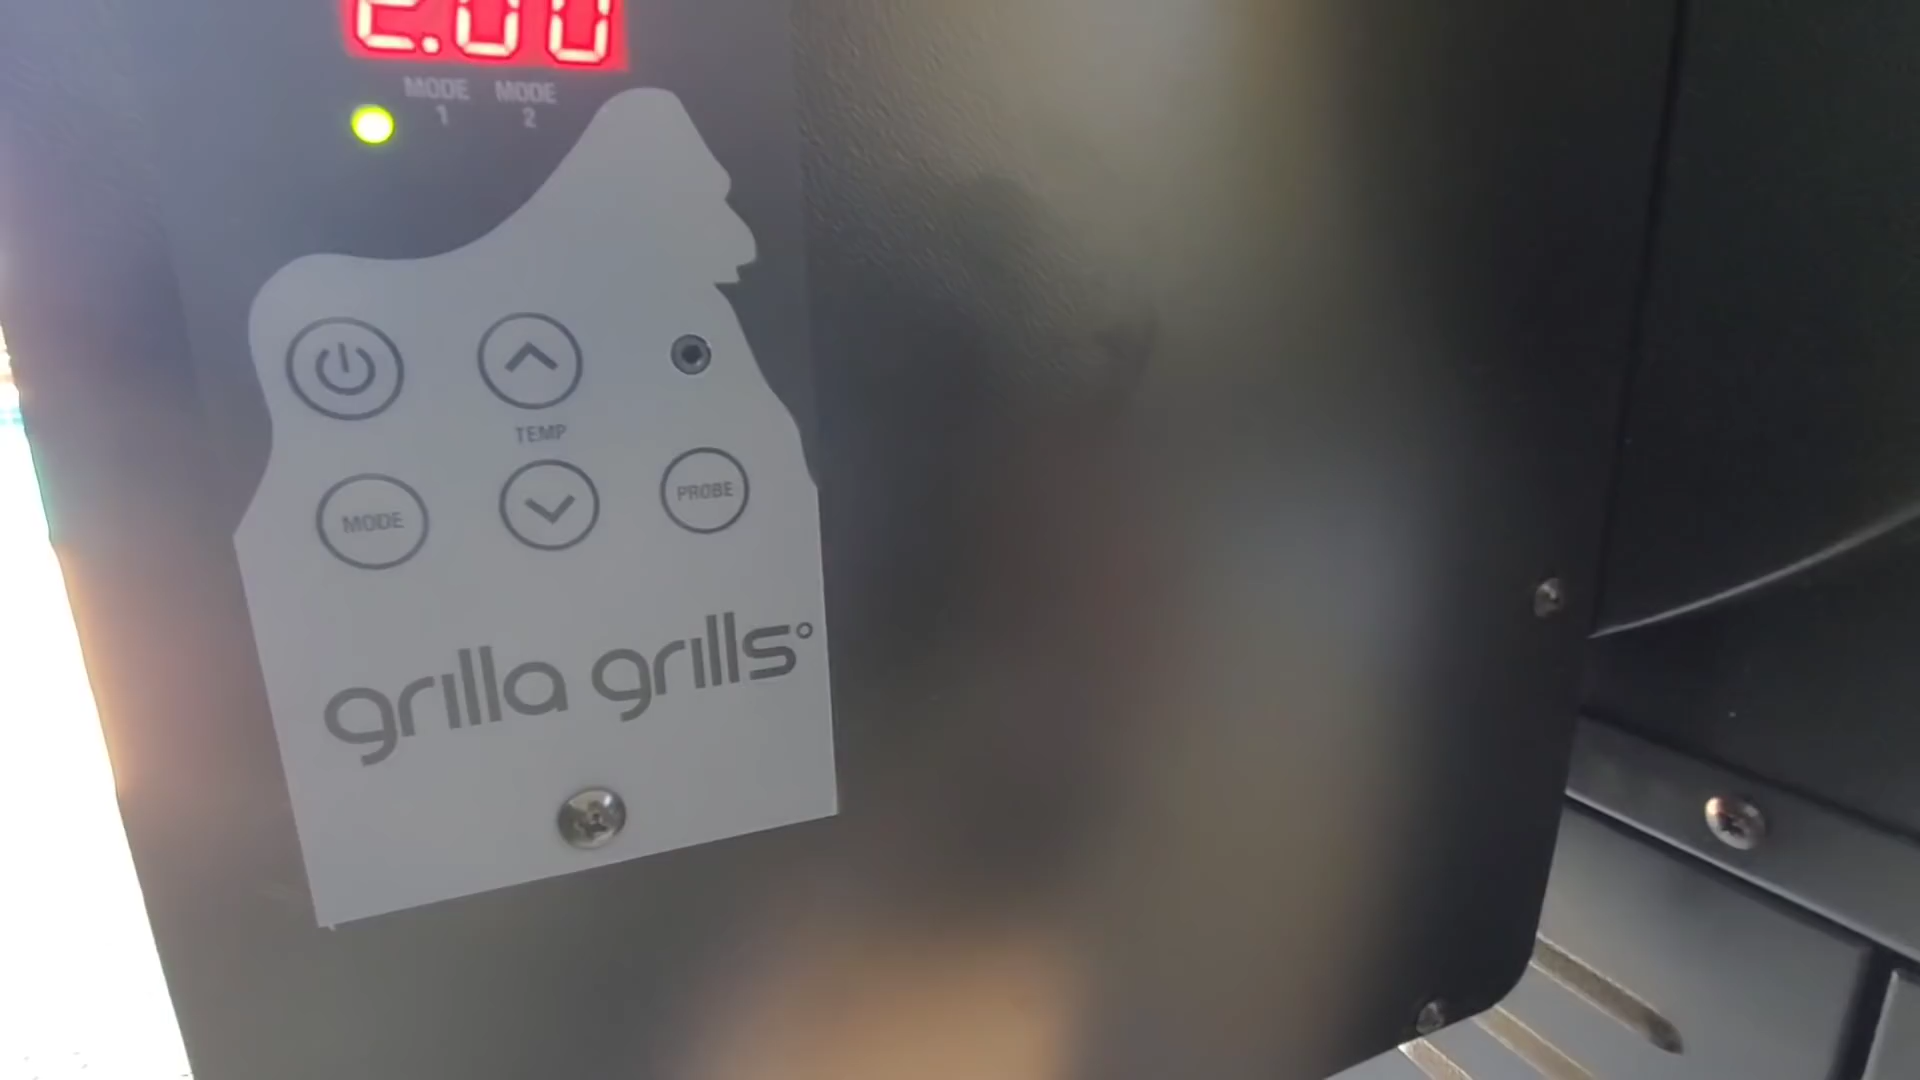 2.00
MODE MODE
1 2
TEMP
MODE
PROBE
grilla grills